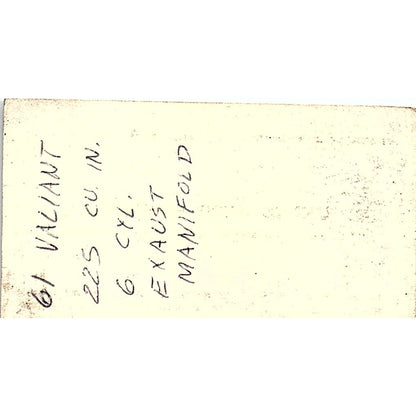 61 VALIANT
225 CU. IN.
6 CYL.
EXAUST
MANIFOLD